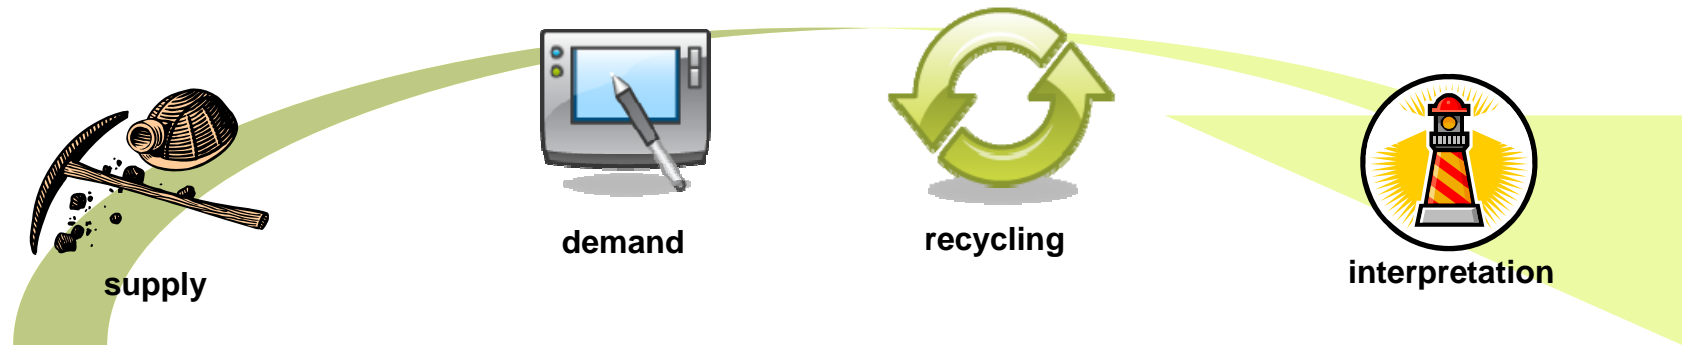 supply
demand
recycling
interpretation